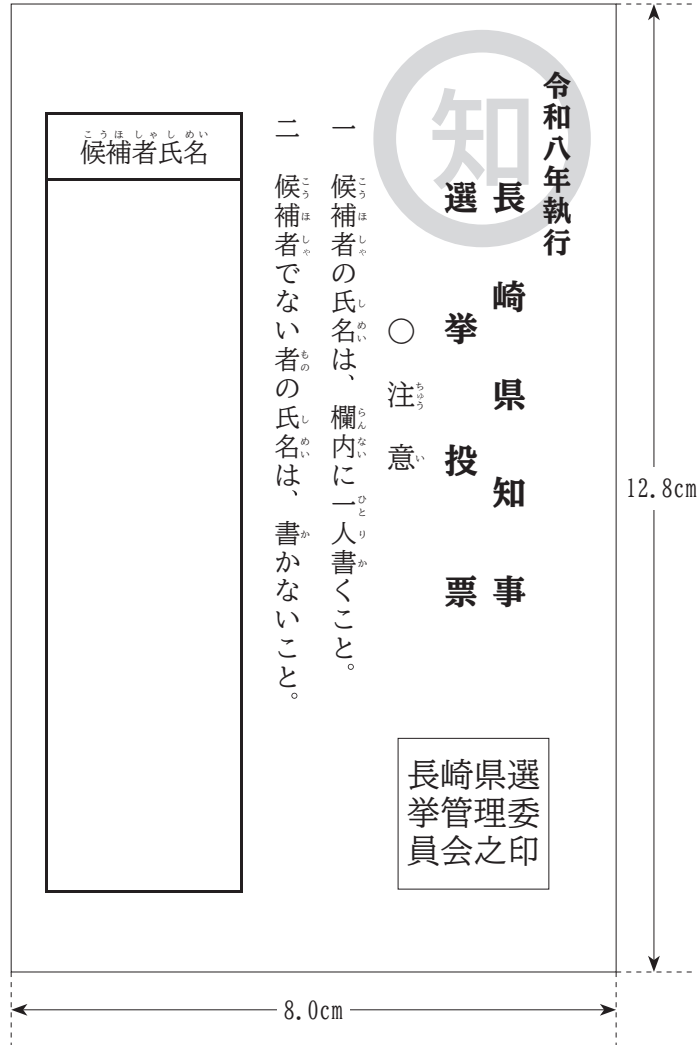 知
令和八年執行
長崎県知事
選挙投票
○注意
一 候補者の氏名は、欄内に一人書くこと。
二 候補者でない者の氏名は、書かないこと。
候補者氏名
長崎県選
挙管理委
員会之印
12.8cm
8.0cm